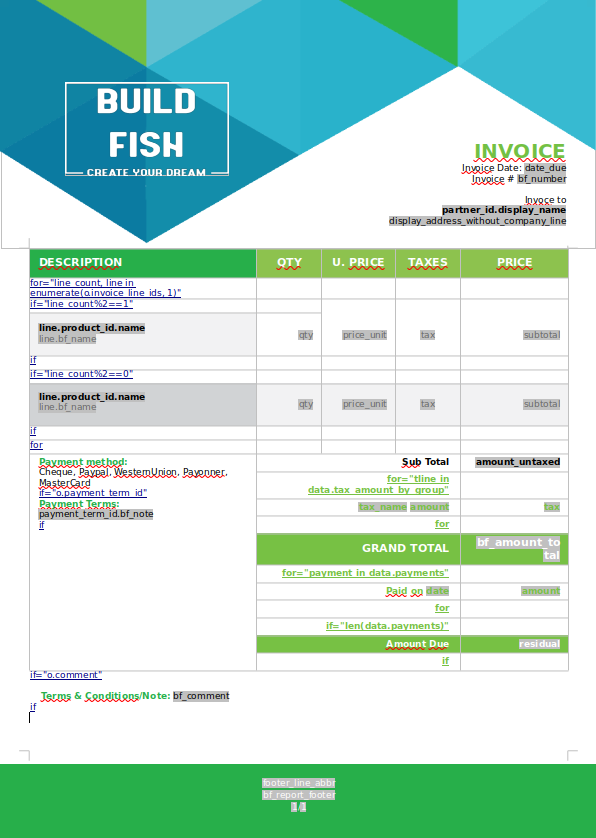 BUILD
FISH
CREATE YOUR DREAM
INVOICE
Invoice Date: date_due
Invoice # bf_number
Invoce to
partner_id.display_name
display_address_without_company_line
DESCRIPTION QTY U. PRICE TAXES PRICE
for="line_count, line in
enumerate(o.invoice_line_ids, 1)"
if="line_count%2==1"
line.product_id.name
line.bf_name qty price_unit tax subtotal
if
if="line_count%2==0"
line.product_id.name
line.bf_name qty price_unit tax subtotal
if
for
Payment method:
Cheque, Paypal, WesternUnion, Payonner,
MasterCard
if="o.payment_term_id"
Payment Terms:
payment_term_id.bf_note
if
Sub Total amount_untaxed
for="tline in
data.tax_amount_by_group"
tax_name amount tax
for
GRAND TOTAL bf_amount_to
tal
for="payment in data.payments"
Paid on date amount
for
if="len(data.payments)"
Amount Due residual
if
if="o.comment"
Terms & Conditions/Note: bf_comment
if
footer_line_abbr
bf_report_footer
1/1